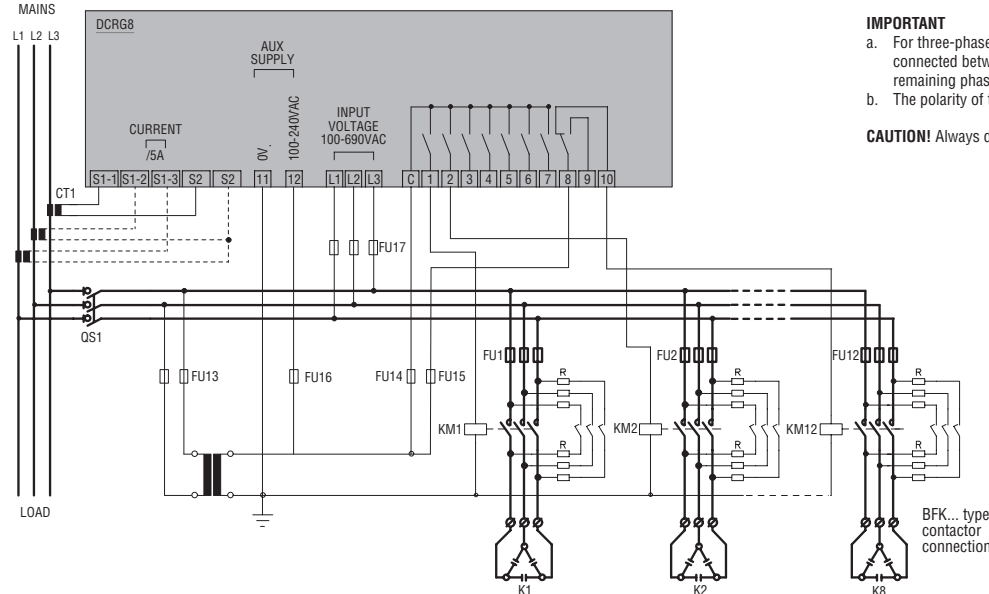 MAINS
L1 L2 L3
DCRG8
AUX
SUPPLY
0V.
100-240VAC
CURRENT
/5A
INPUT
VOLTAGE
100-690VAC
S1-1 S1-2 S1-3 S2 S2 11 12 L1 L2 L3 C 1 2 3 4 5 6 7 8 9 10
CT1
FU17
QS1
FU13
FU16
FU14
FU15
FU1
FU2
FU12
R
R
R
KM1
KM2
KM12
R
R
R
LOAD
K1
K2
K8
IMPORTANT
a. For three-phase
connected betw
remaining phas
b. The polarity of t
CAUTION! Always d
BFK... type
contactor
connection